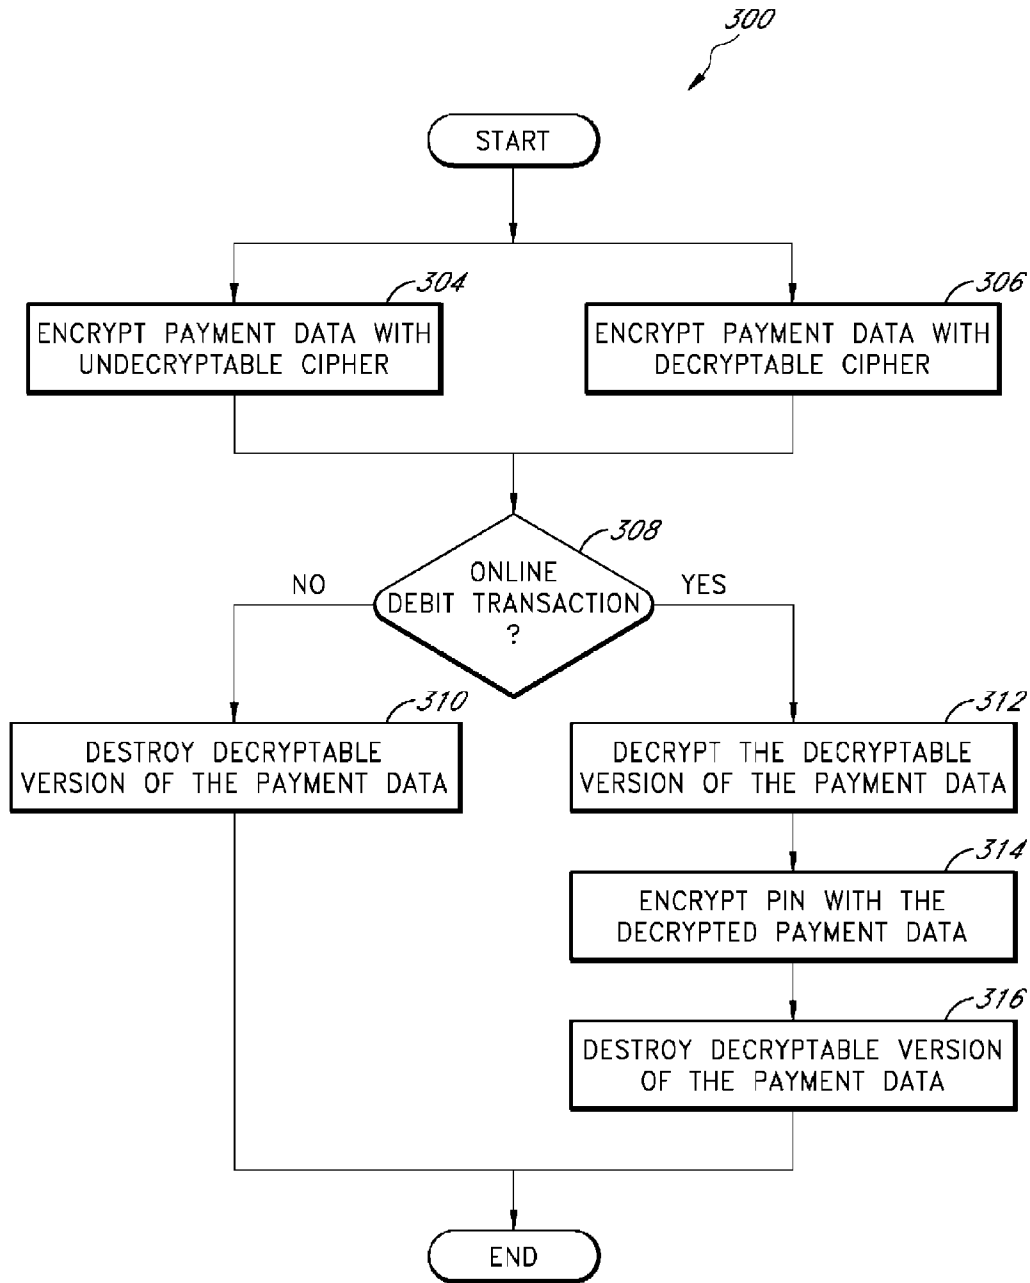 300
START
304
306
ENCRYPT PAYMENT DATA WITH
UNDECRYPTABLE CIPHER
ENCRYPT PAYMENT DATA WITH
DECRYPTABLE CIPHER
308
ONLINE
DEBIT TRANSACTION
?
NO
YES
310
312
DESTROY DECRYPTABLE
VERSION OF THE PAYMENT DATA
DECRYPT THE DECRYPTABLE
VERSION OF THE PAYMENT DATA
314
ENCRYPT PIN WITH THE
DECRYPTED PAYMENT DATA
316
DESTROY DECRYPTABLE VERSION
OF THE PAYMENT DATA
END